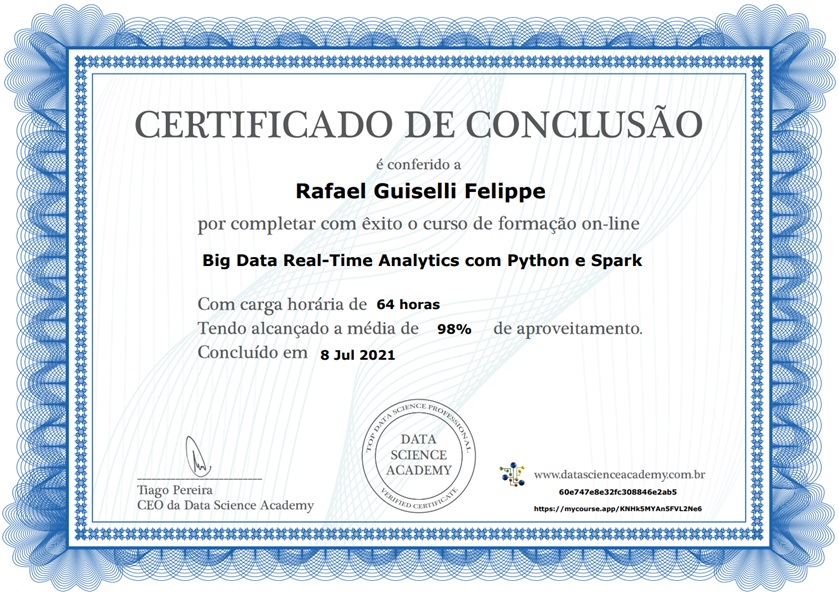 CERTIFICADO DE CONCLUSÃO
é conferido a
Rafael Guiselli Felippe
por completar com êxito o curso de formação on-line
Big Data Real-Time Analytics com Python e Spark
Com carga horária de 64 horas
Tendo alcançado a média de 98% de aproveitamento.
Concluído em 8 Jul 2021
TOP DATA SCIENCE PROFESSIONAL
DATA
SCIENCE
ACADEMY
VERIFIED CERTIFICATE
Tiago Pereira
CEO da Data Science Academy
www.datascienceacademy.com.br
60e747e8e32fc308846e2ab5
https://mycourse.app/KNHk5MYAn5FVL2Ne6